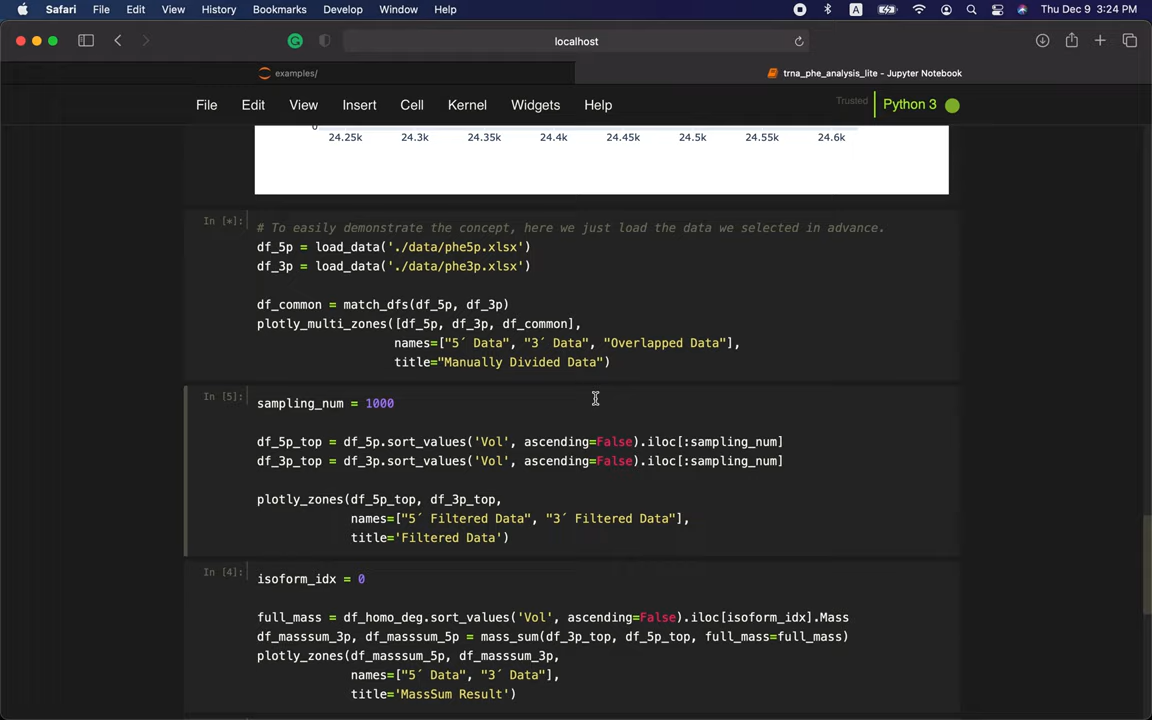 Safari File Edit View History Bookmarks Develop Window Help A Thu Dec 9 3:24 PM
localhost
examples/ trna_phe_analysis_lite - Jupyter Notebook
File Edit View Insert Cell Kernel Widgets Help Trusted Python 3
0
24.25k 24.3k 24.35k 24.4k 24.45k 24.5k 24.55k 24.6k
In [*]: # To easily demonstrate the concept, here we just load the data we selected in advance.
df_5p = load_data('./data/phe5p.xlsx')
df_3p = load_data('./data/phe3p.xlsx')
df_common = match_dfs(df_5p, df_3p)
plotly_multi_zones([df_5p, df_3p, df_common],
names=["5´ Data", "3´ Data", "Overlapped Data"],
title="Manually Divided Data")
In [5]: sampling_num = 1000
df_5p_top = df_5p.sort_values('Vol', ascending=False).iloc[:sampling_num]
df_3p_top = df_3p.sort_values('Vol', ascending=False).iloc[:sampling_num]
plotly_zones(df_5p_top, df_3p_top,
names=["5´ Filtered Data", "3´ Filtered Data"],
title='Filtered Data')
In [4]: isoform_idx = 0
full_mass = df_homo_deg.sort_values('Vol', ascending=False).iloc[isoform_idx].Mass
df_masssum_3p, df_masssum_5p = mass_sum(df_3p_top, df_5p_top, full_mass=full_mass)
plotly_zones(df_masssum_5p, df_masssum_3p,
names=["5´ Data", "3´ Data"],
title='MassSum Result')